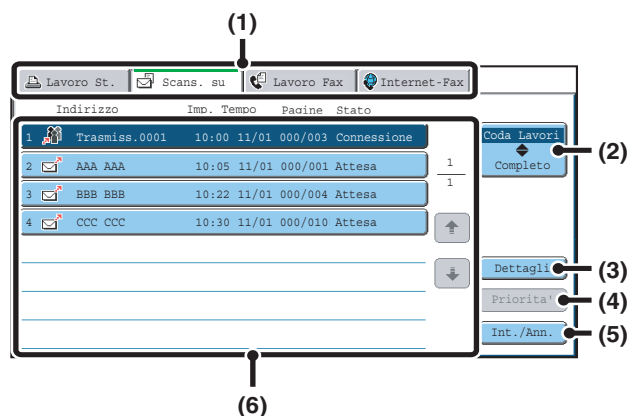 (1)
Lavoro St. Scans. su Lavoro Fax Internet-Fax
Indirizzo Imp. Tempo Pagine Stato
1 Trasmiss.0001 10:00 11/01 000/003 Connessione
2 AAA AAA 10:05 11/01 000/001 Attesa
3 BBB BBB 10:22 11/01 000/004 Attesa
4 CCC CCC 10:30 11/01 000/010 Attesa
1
1
Coda Lavori
Completo
(2)
Dettagli
(3)
Priorita'
(4)
Int./Ann.
(5)
(6)